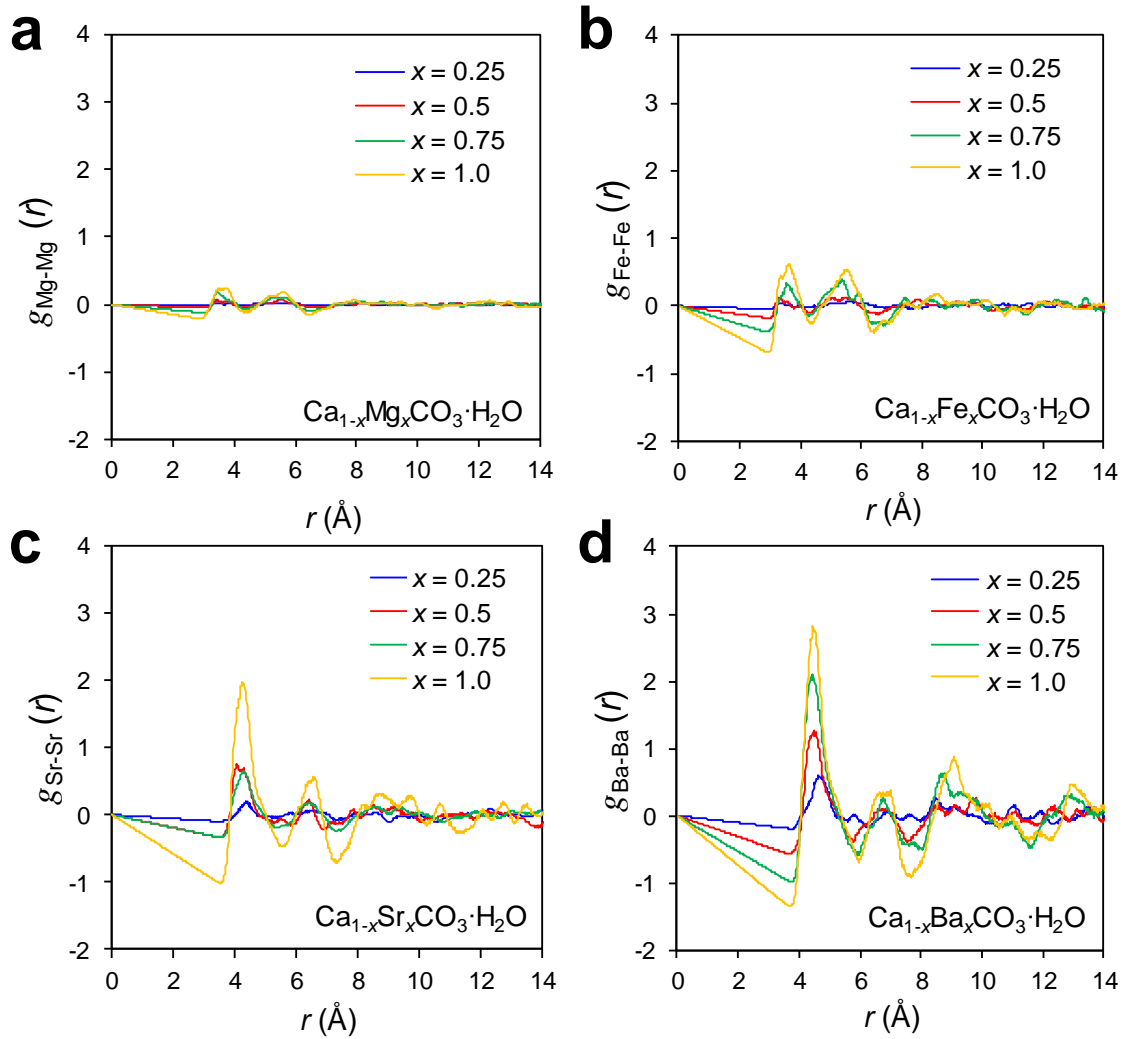 a
4
3
2
1
0
-1
-2
0 2 4 6 8 10 12 14
x = 0.25
x = 0.5
x = 0.75
x = 1.0
gMg-Mg (r)
Ca1-xMgxCO3·H2O
r (Å)
b
4
3
2
1
0
-1
-2
0 2 4 6 8 10 12 14
x = 0.25
x = 0.5
x = 0.75
x = 1.0
gFe-Fe (r)
Ca1-xFexCO3·H2O
r (Å)
c
4
3
2
1
0
-1
-2
0 2 4 6 8 10 12 14
x = 0.25
x = 0.5
x = 0.75
x = 1.0
gSr-Sr (r)
Ca1-xSrxCO3·H2O
r (Å)
d
4
3
2
1
0
-1
-2
0 2 4 6 8 10 12 14
x = 0.25
x = 0.5
x = 0.75
x = 1.0
gBa-Ba (r)
Ca1-xBaxCO3·H2O
r (Å)